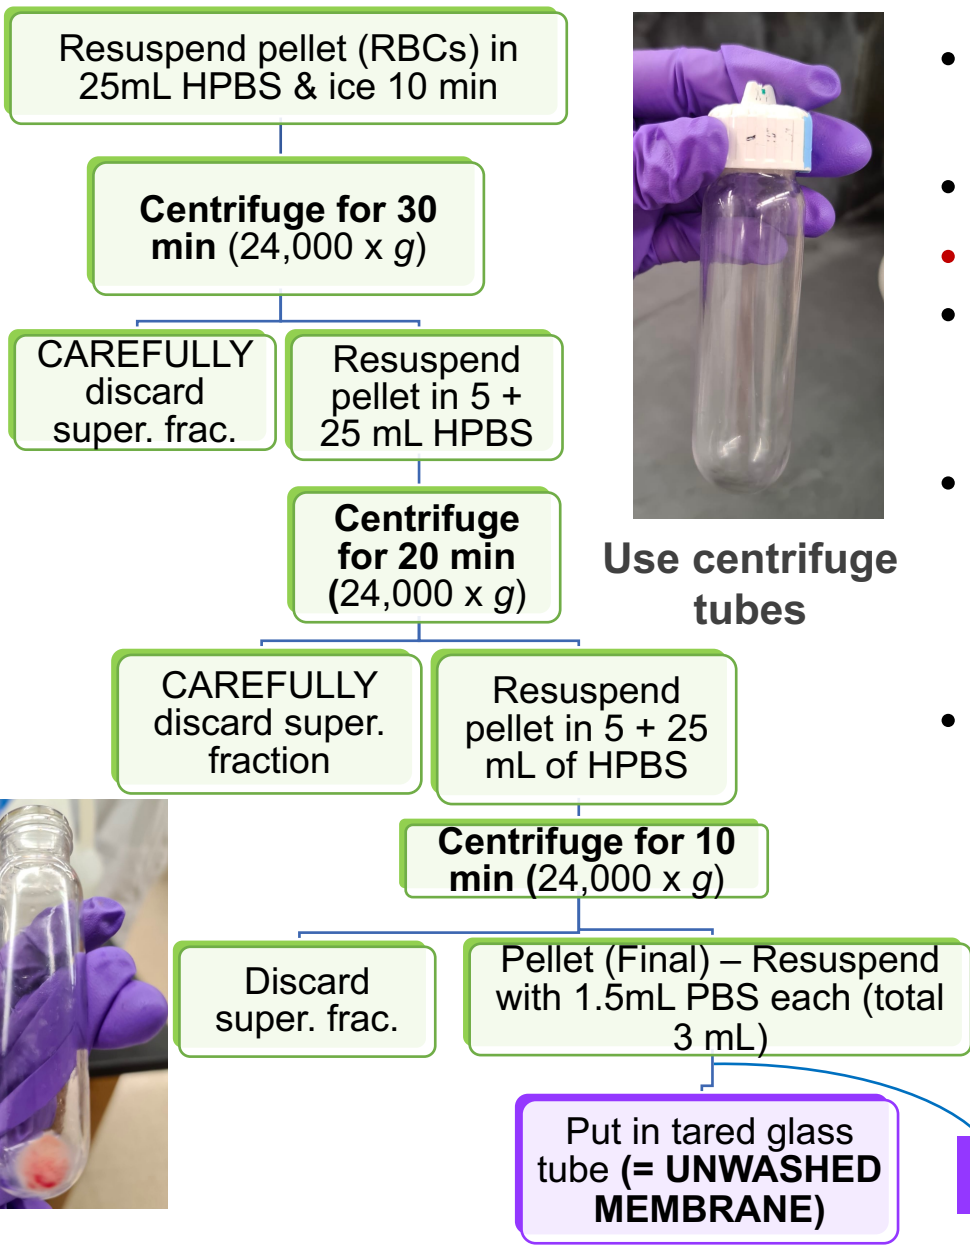 Resuspend pellet (RBCs) in
25mL HPBS & ice 10 min
Centrifuge for 30
min (24,000 x g)
CAREFULLY
discard
super. frac.
Resuspend
pellet in 5 +
25 mL HPBS
Centrifuge
for 20 min
(24,000 x g)
Use centrifuge
tubes
CAREFULLY
discard super.
fraction
Resuspend
pellet in 5 + 25
mL of HPBS
Centrifuge for 10
min (24,000 x g)
Discard
super. frac.
Pellet (Final) – Resuspend
with 1.5mL PBS each (total
3 mL)
Put in tared glass
tube (= UNWASHED
MEMBRANE)